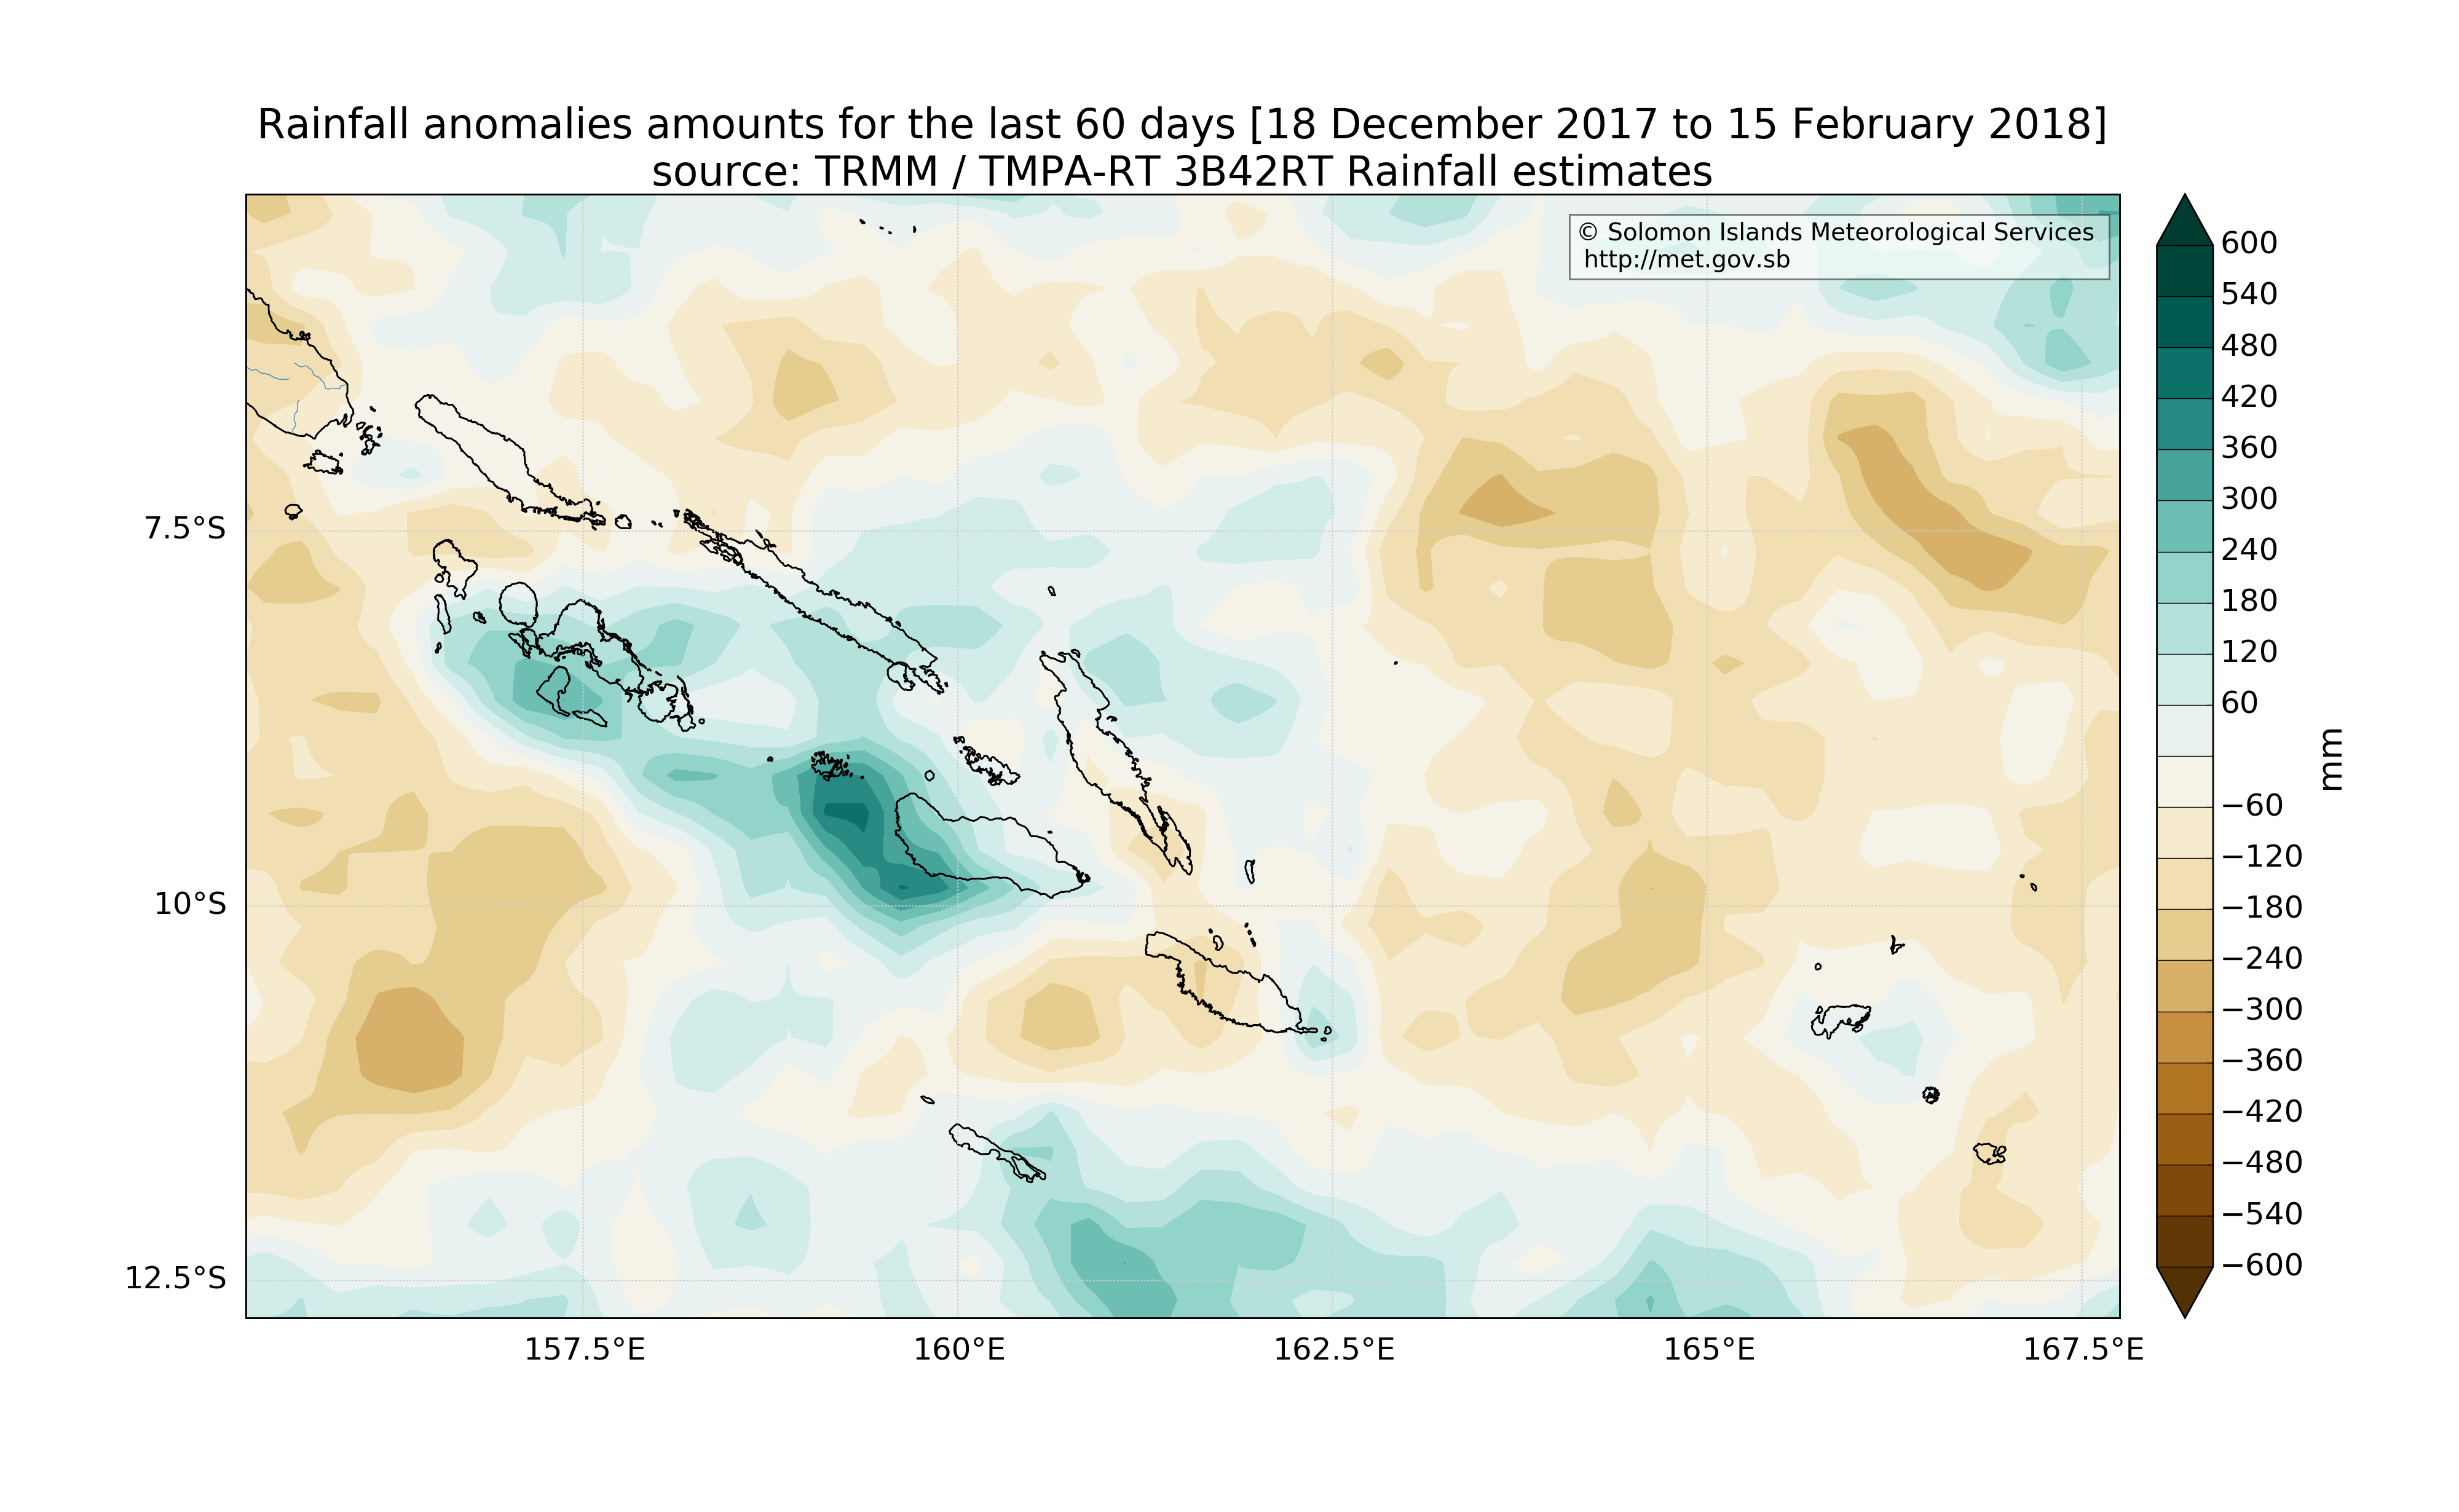 Rainfall anomalies amounts for the last 60 days [18 December 2017 to 15 February 2018]
source: TRMM / TMPA-RT 3B42RT Rainfall estimates
© Solomon Islands Meteorological Services
http://met.gov.sb
7.5°S
10°S
12.5°S
157.5°E
160°E
162.5°E
165°E
167.5°E
600
540
480
420
360
300
240
180
120
60
−60
−120
−180
−240
−300
−360
−420
−480
−540
−600
mm